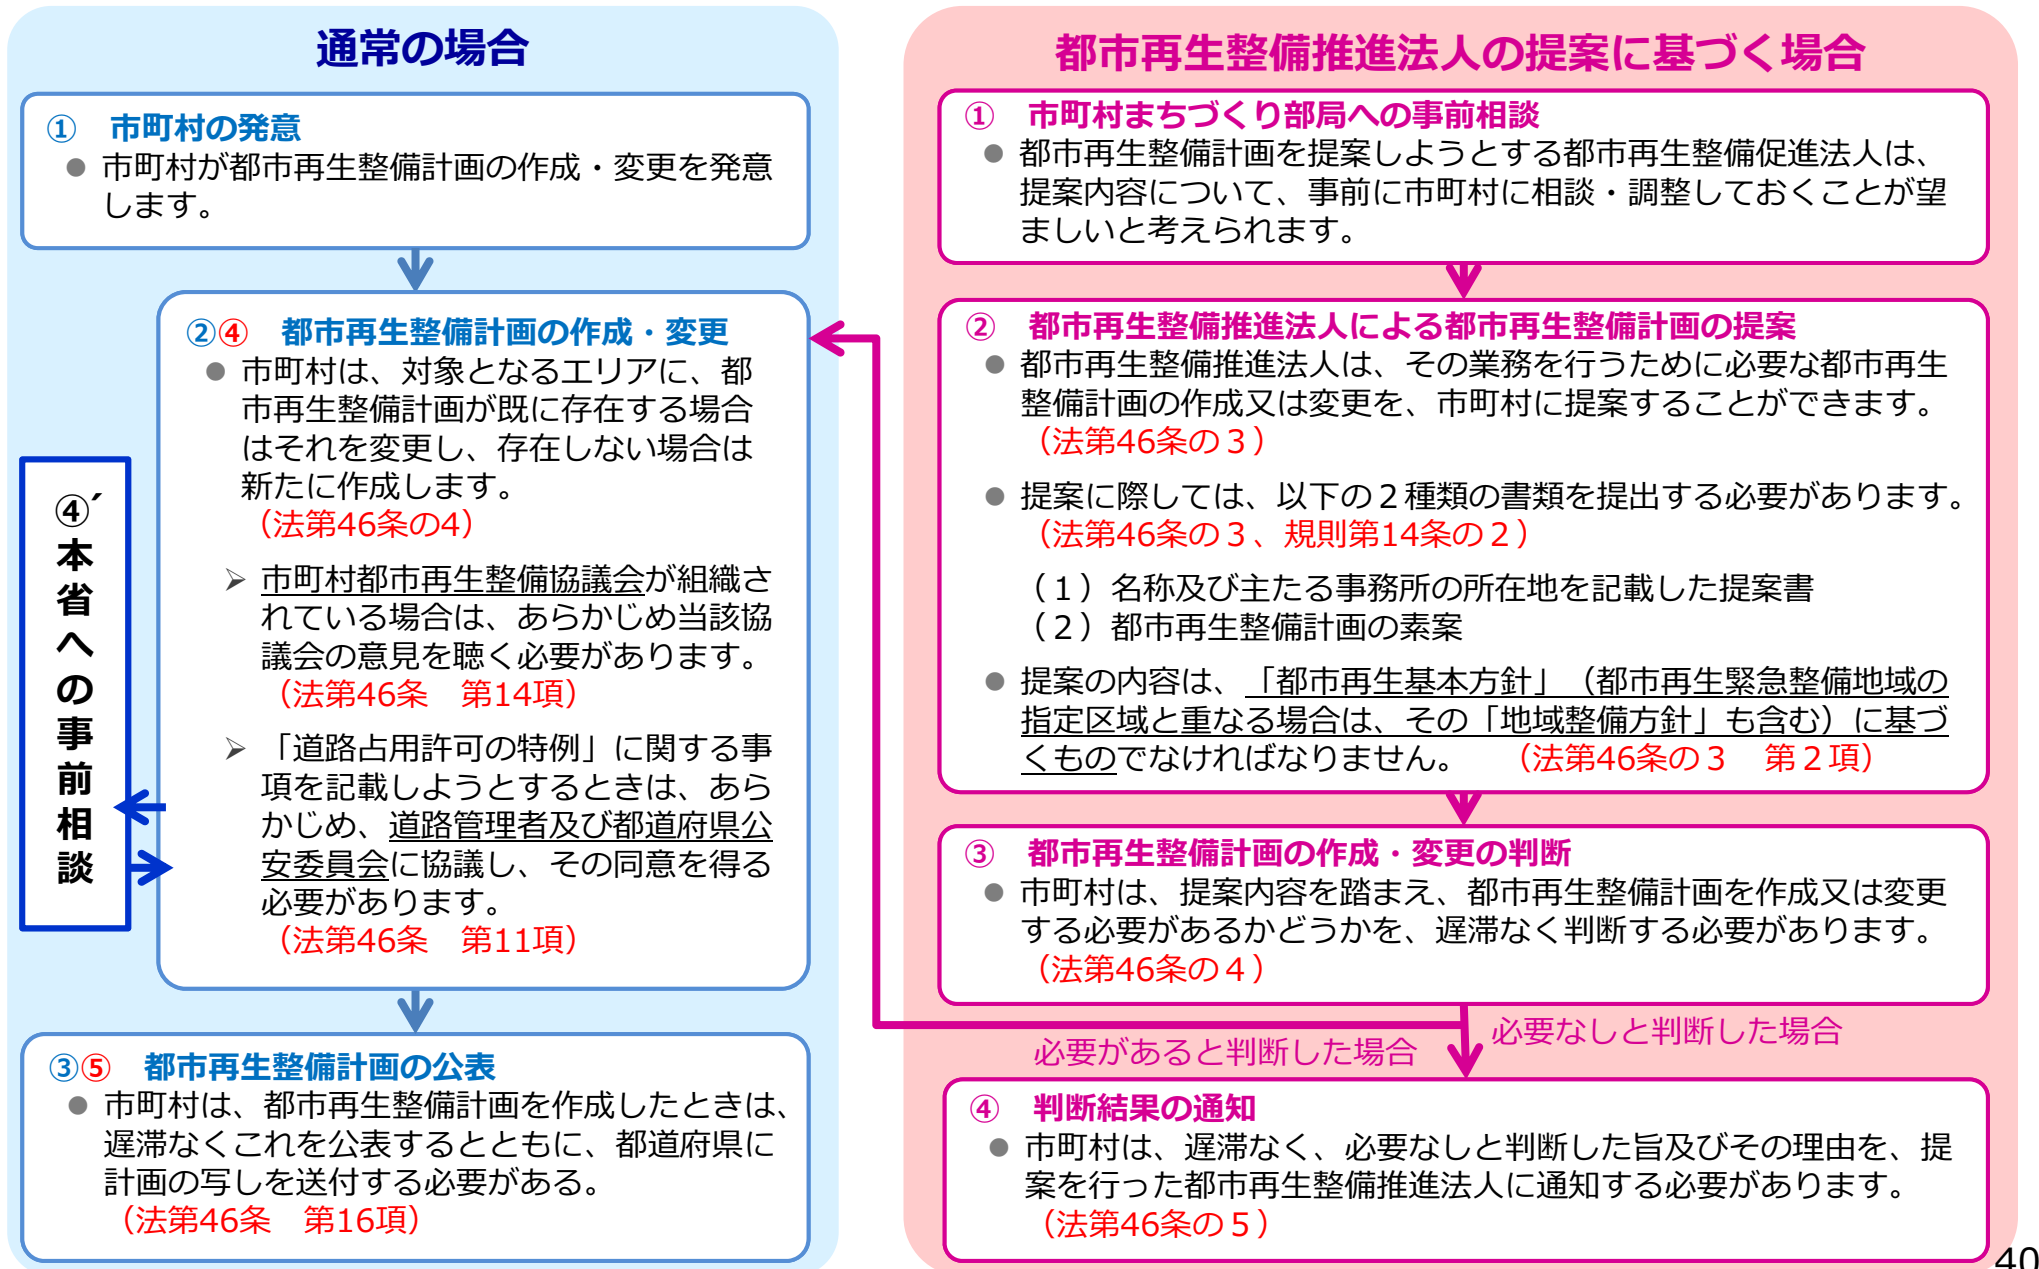 通常の場合
① 市町村の発意
● 市町村が都市再生整備計画の作成・変更を発意
します。
②④ 都市再生整備計画の作成・変更
● 市町村は、対象となるエリアに、都
市再生整備計画が既に存在する場合
はそれを変更し、存在しない場合は
新たに作成します。
（法第46条の4）
➢ 市町村都市再生整備協議会が組織さ
れている場合は、あらかじめ当該協
議会の意見を聴く必要があります。
（法第46条　第14項）
➢ 「道路占用許可の特例」に関する事
項を記載しようとするときは、あら
かじめ、道路管理者及び都道府県公
安委員会に協議し、その同意を得る
必要があります。
（法第46条　第11項）
④´本省への事前相談
③⑤ 都市再生整備計画の公表
● 市町村は、都市再生整備計画を作成したときは、
遅滞なくこれを公表するとともに、都道府県に
計画の写しを送付する必要がある。
（法第46条　第16項）
都市再生整備推進法人の提案に基づく場合
① 市町村まちづくり部局への事前相談
● 都市再生整備計画を提案しようとする都市再生整備促進法人は、
提案内容について、事前に市町村に相談・調整しておくことが望
ましいと考えられます。
② 都市再生整備推進法人による都市再生整備計画の提案
● 都市再生整備推進法人は、その業務を行うために必要な都市再生
整備計画の作成又は変更を、市町村に提案することができます。
（法第46条の３）
● 提案に際しては、以下の２種類の書類を提出する必要があります。
（法第46条の３、規則第14条の２）
（１）名称及び主たる事務所の所在地を記載した提案書
（２）都市再生整備計画の素案
● 提案の内容は、「都市再生基本方針」（都市再生緊急整備地域の
指定区域と重なる場合は、その「地域整備方針」も含む）に基づ
くものでなければなりません。　（法第46条の３　第２項）
③ 都市再生整備計画の作成・変更の判断
● 市町村は、提案内容を踏まえ、都市再生整備計画を作成又は変更
する必要があるかどうかを、遅滞なく判断する必要があります。
（法第46条の４）
必要があると判断した場合
必要なしと判断した場合
④ 判断結果の通知
● 市町村は、遅滞なく、必要なしと判断した旨及びその理由を、提
案を行った都市再生整備推進法人に通知する必要があります。
（法第46条の５）
40